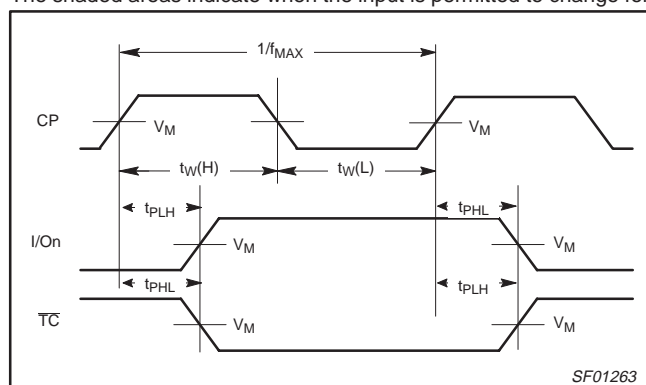 The shaded areas indicate when the input is permitted to change for
1/fMAX
CP
VM
VM
tW(H)
tW(L)
tPLH
tPHL
I/On
VM
VM
tPHL
tPLH
TC
VM
VM
SF01263